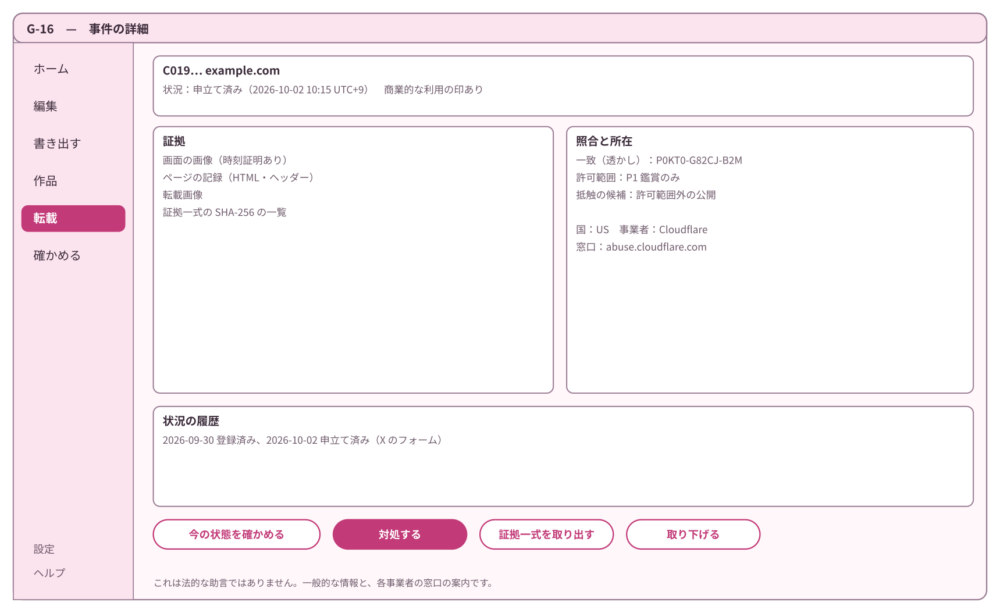 G-16 — 事件の詳細
ホーム
編集
書き出す
作品
転載
確かめる
設定
ヘルプ
C019… example.com
状況：申立て済み（2026-10-02 10:15 UTC+9） 商業的な利用の印あり
証拠
画面の画像（時刻証明あり）
ページの記録（HTML・ヘッダー）
転載画像
証拠一式の SHA-256 の一覧
照合と所在
一致（透かし）：P0KT0-G82CJ-B2M
許可範囲：P1 鑑賞のみ
抵触の候補：許可範囲外の公開
国：US 事業者：Cloudflare
窓口：abuse.cloudflare.com
状況の履歴
2026-09-30 登録済み、2026-10-02 申立て済み（X のフォーム）
今の状態を確かめる
対処する
証拠一式を取り出す
取り下げる
これは法的な助言ではありません。一般的な情報と、各事業者の窓口の案内です。